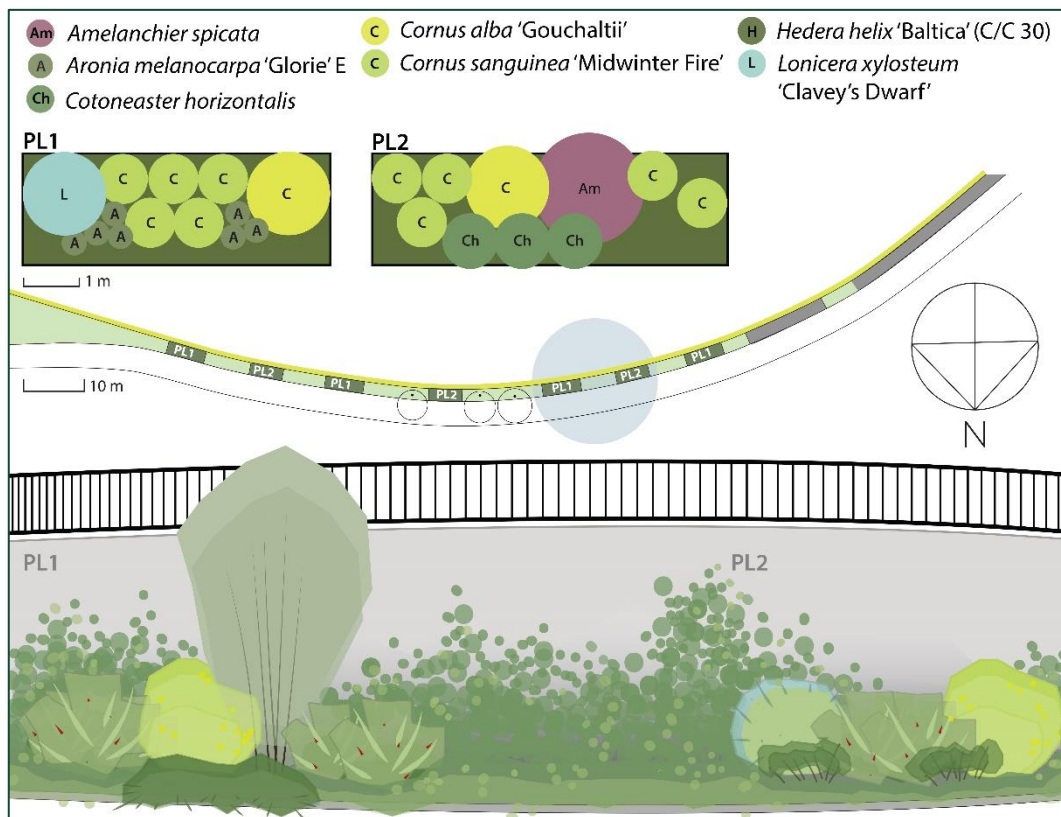 Am Amelanchier spicata
A Aronia melanocarpa 'Glorie' E
Ch Cotoneaster horizontalis
C Cornus alba 'Gouchaltii'
C Cornus sanguinea 'Midwinter Fire'
H Hedera helix 'Baltica' (C/C 30)
L Lonicera xylosteum
'Clavey's Dwarf'
PL1
L
C
C
C
C
A
A
C
C
A
A
A
A
A
1 m
PL2
C
C
C
Am
C
C
C
Ch
Ch
Ch
PL1
PL2
PL1
PL2
PL1
PL2
PL1
10 m
N
PL1
PL2